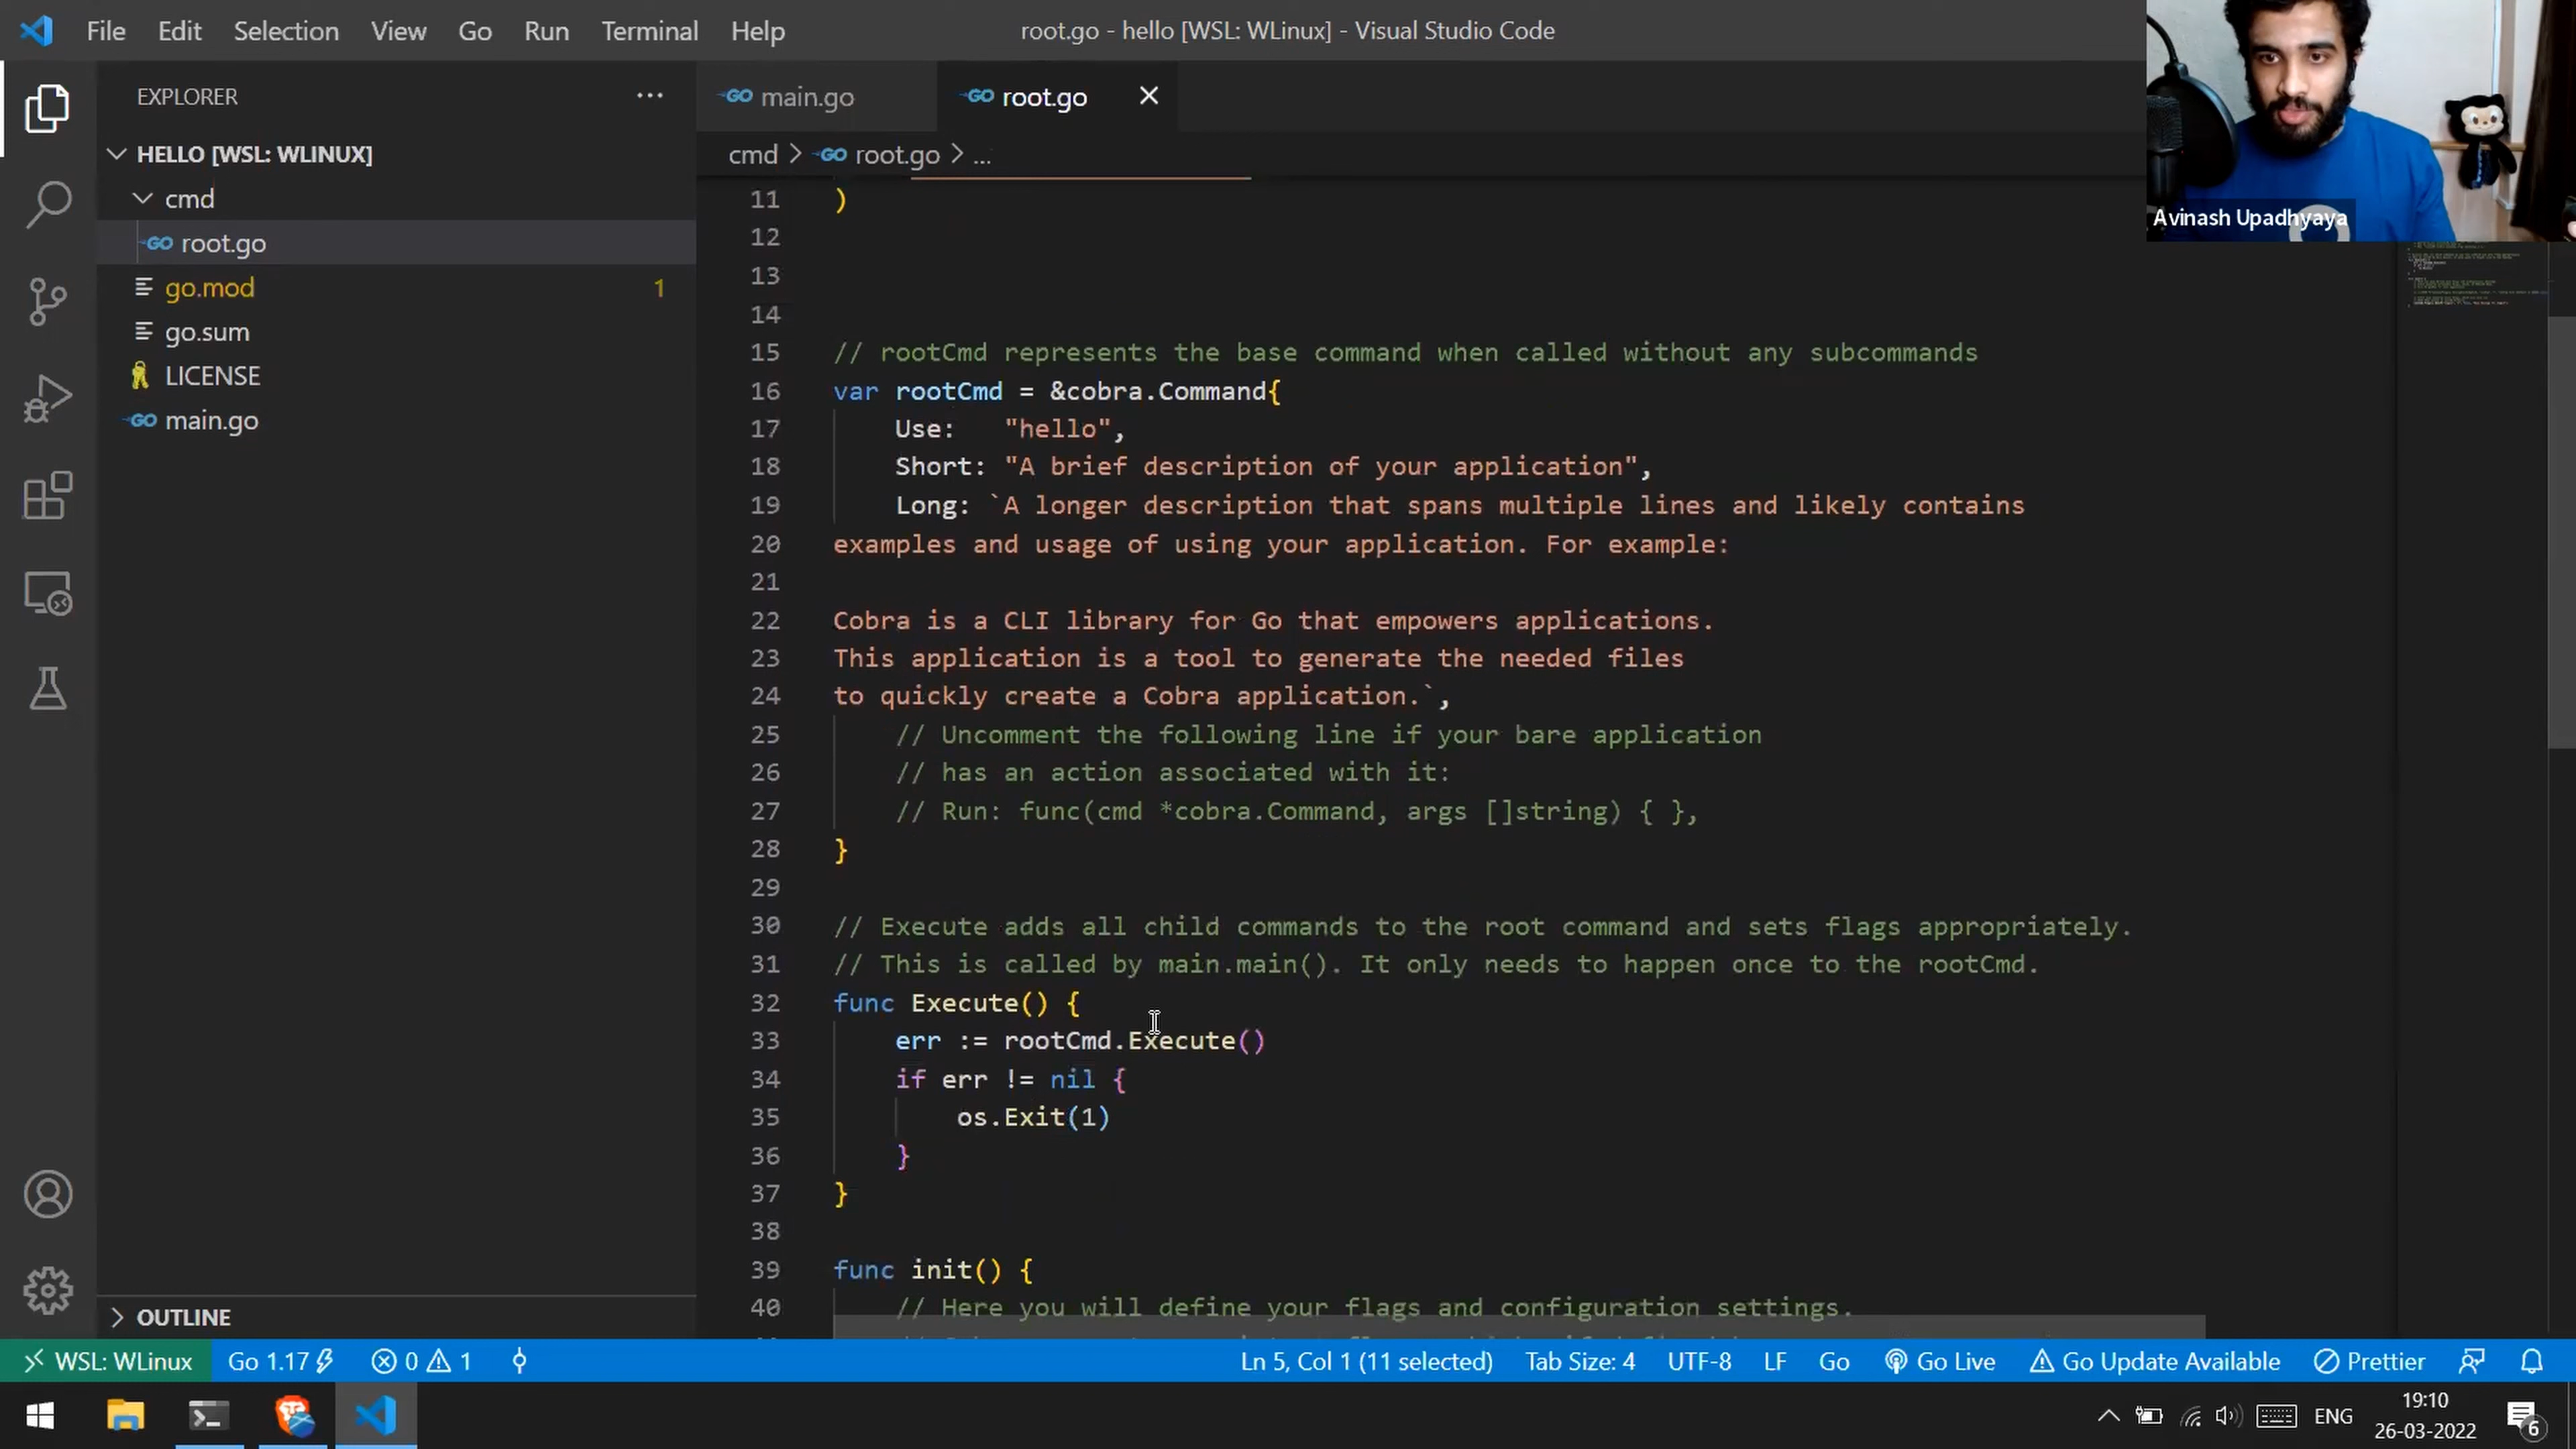 File Edit Selection View Go Run Terminal Help
root.go - hello [WSL: WLinux] - Visual Studio Code
Avinash Upadhyaya
EXPLORER
HELLO [WSL: WLINUX]
cmd
root.go
go.mod 1
go.sum
LICENSE
main.go
OUTLINE
main.go root.go
cmd > root.go > ...
11 )
12
13
14
15 // rootCmd represents the base command when called without any subcommands
16 var rootCmd = &cobra.Command{
17 Use: "hello",
18 Short: "A brief description of your application",
19 Long: `A longer description that spans multiple lines and likely contains
20 examples and usage of using your application. For example:
21
22 Cobra is a CLI library for Go that empowers applications.
23 This application is a tool to generate the needed files
24 to quickly create a Cobra application.`,
25 // Uncomment the following line if your bare application
26 // has an action associated with it:
27 // Run: func(cmd *cobra.Command, args []string) { },
28 }
29
30 // Execute adds all child commands to the root command and sets flags appropriately.
31 // This is called by main.main(). It only needs to happen once to the rootCmd.
32 func Execute() {
33 err := rootCmd.Execute()
34 if err != nil {
35 os.Exit(1)
36 }
37 }
38
39 func init() {
40 // Here you will define your flags and configuration settings.
WSL: WLinux Go 1.17 0 1 Ln 5, Col 1 (11 selected) Tab Size: 4 UTF-8 LF Go Go Live Go Update Available Prettier
ENG 19:10
26-03-2022 6